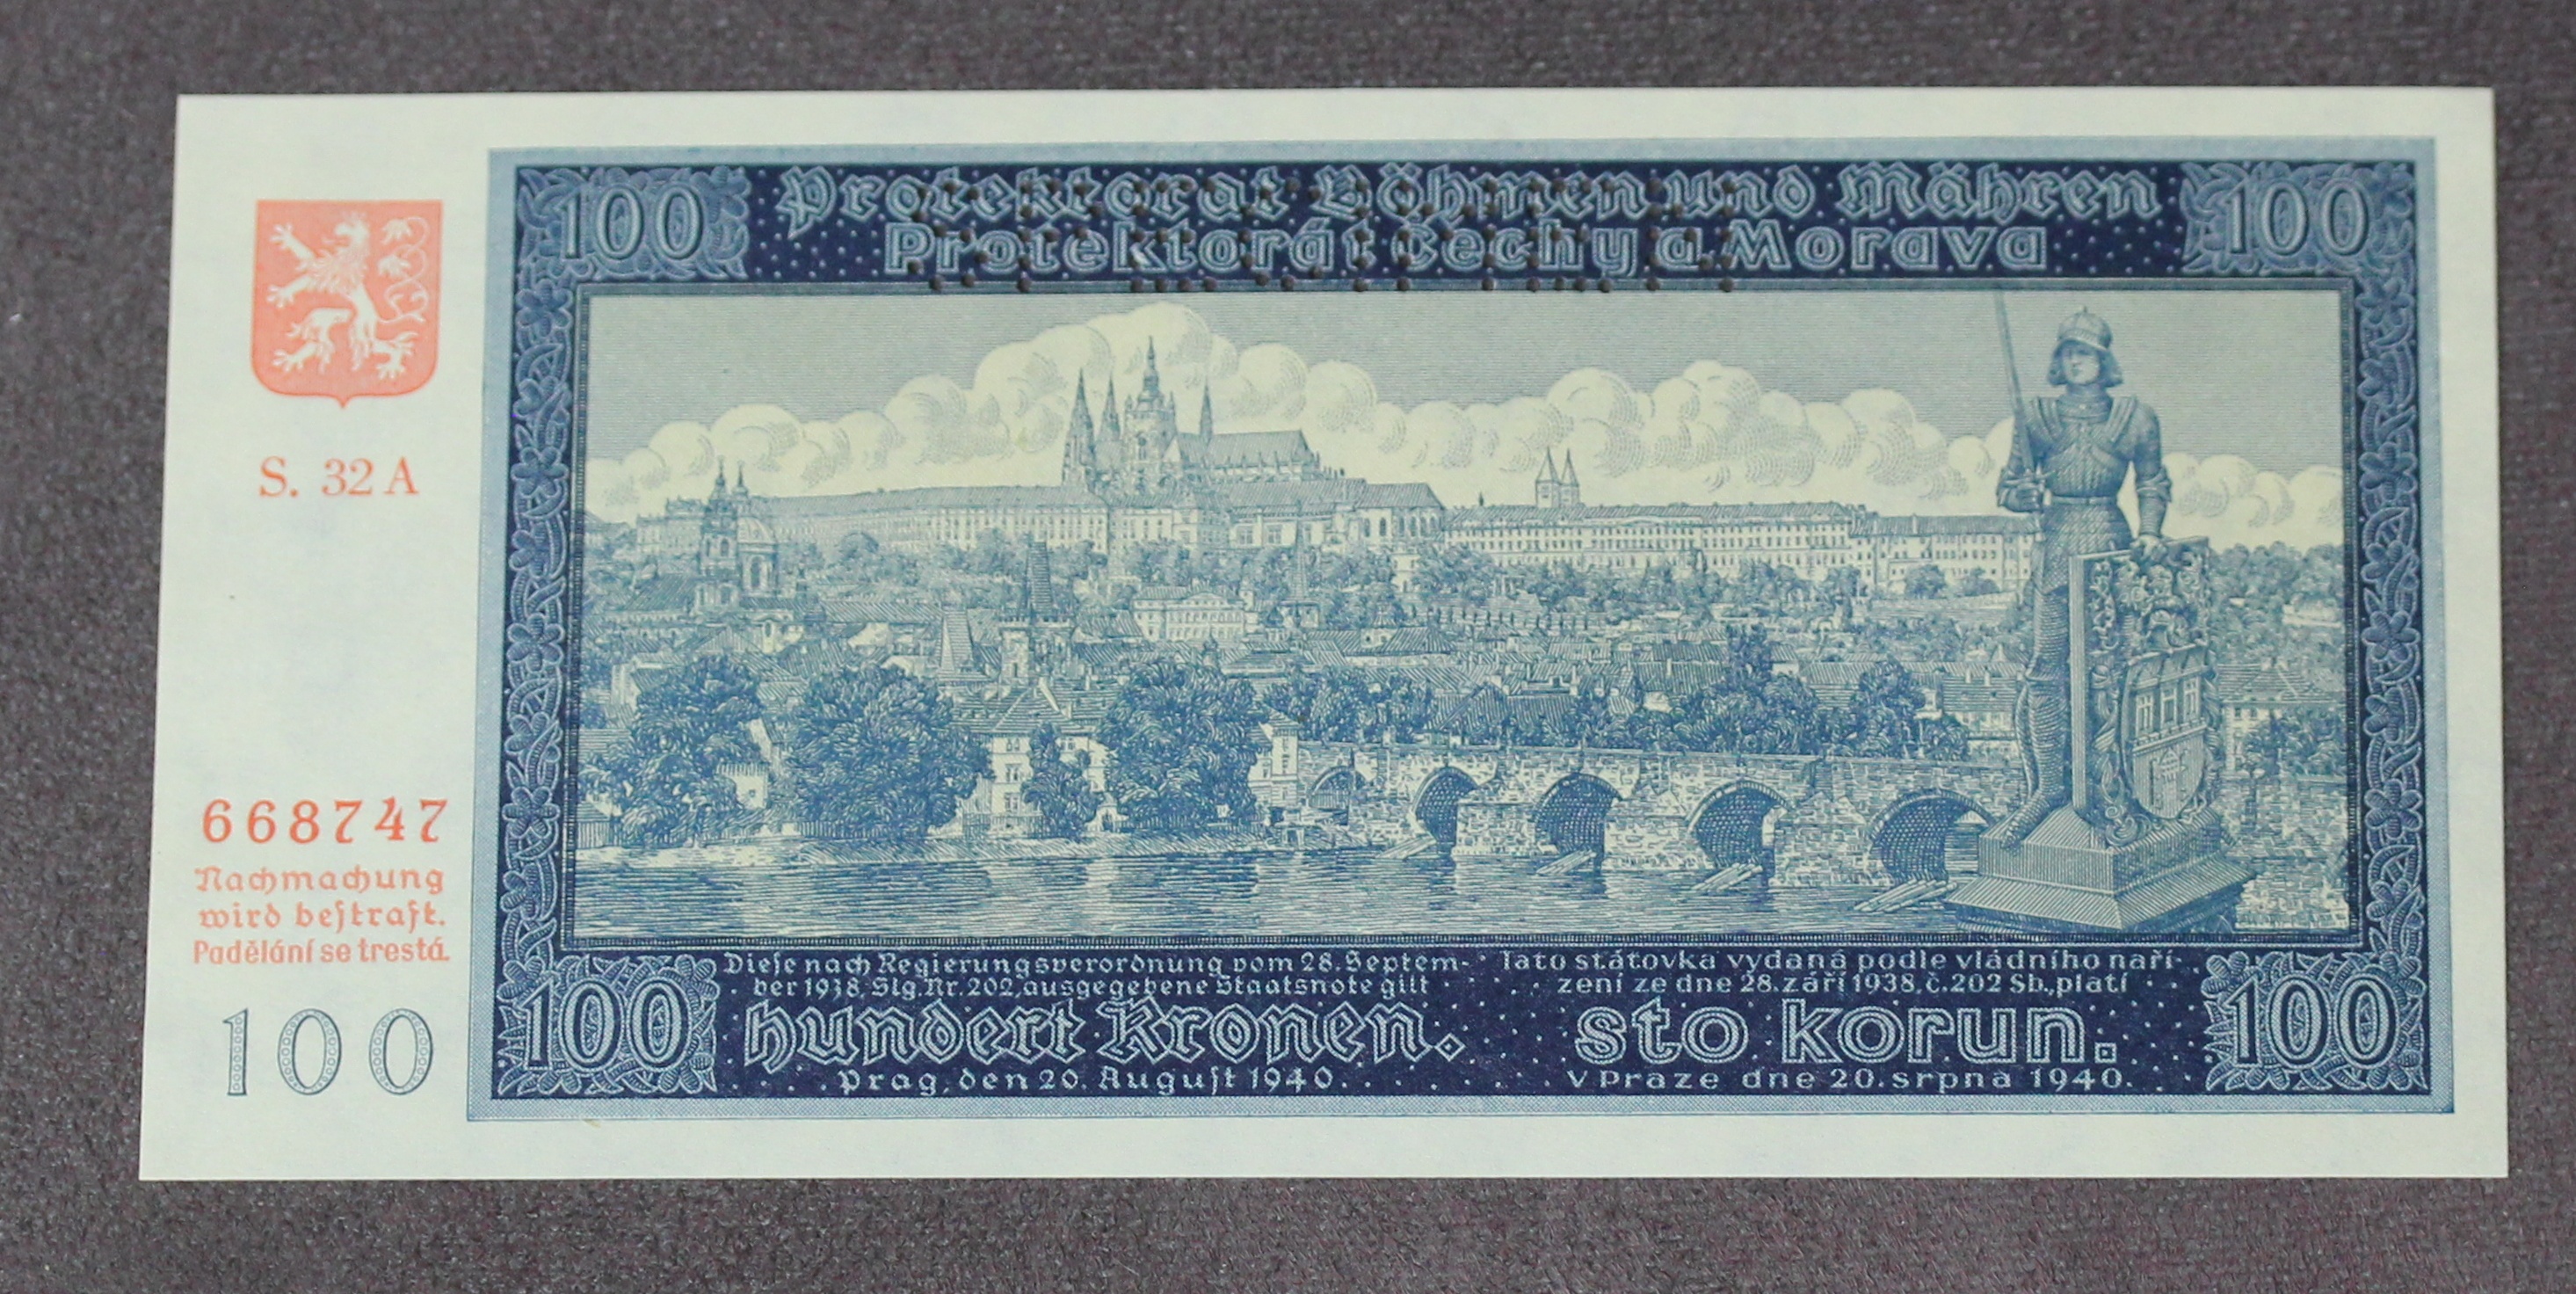 100
Protektorat Böhmen und Mähren
Protektorát Čechy a Morava
100
S. 32 A
668747
Nachmachung
wird bestraft.
Padělání se trestá.
100
100
Diese nach Regierungsverordnung vom 28. Septem-
ber 1938, Slg. Nr. 202, ausgegebene Staatsnote gilt
hundert Kronen.
Prag, den 20. August 1940.
Tato státovka vydaná podle vládního naří-
zení ze dne 28. září 1938, č. 202 Sb., platí
sto korun.
V Praze dne 20. srpna 1940.
100